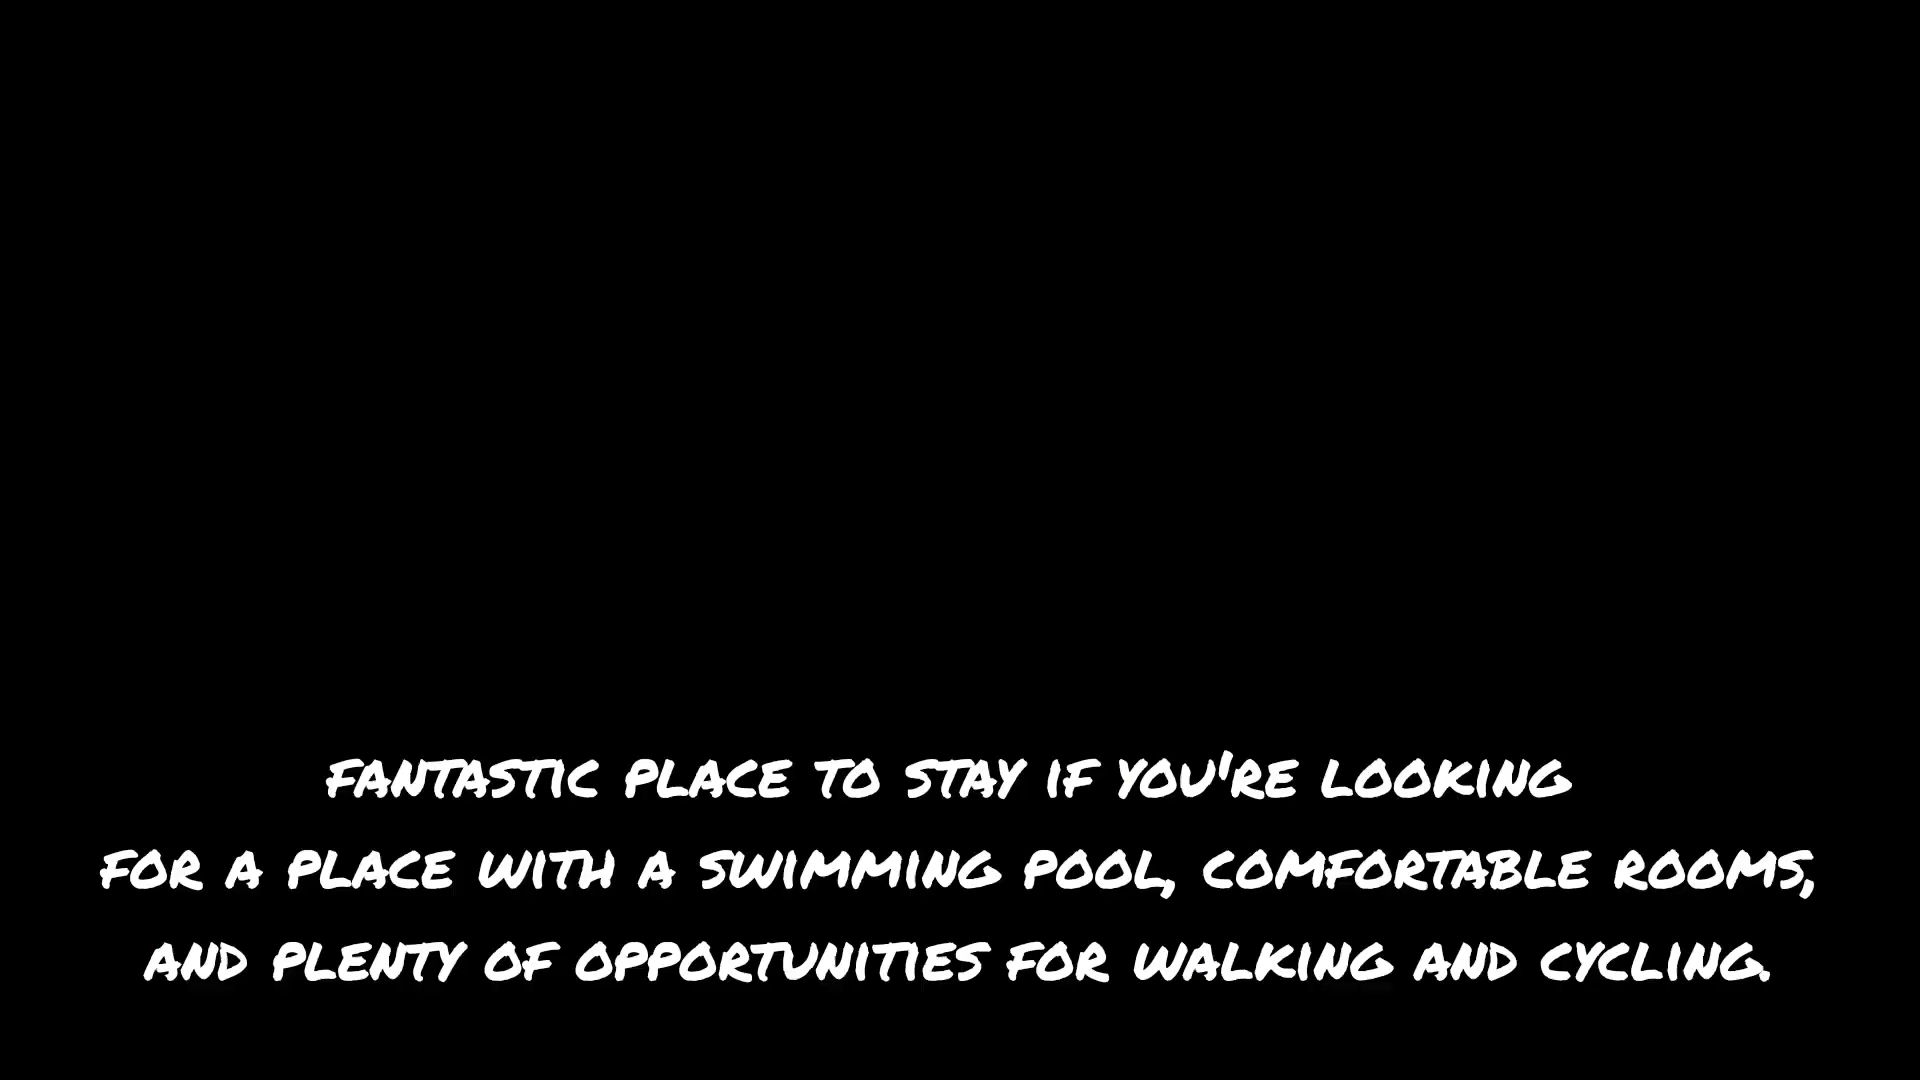 FANTASTIC PLACE TO STAY IF YOU'RE LOOKING
FOR A PLACE WITH A SWIMMING POOL, COMFORTABLE ROOMS,
AND PLENTY OF OPPORTUNITIES FOR WALKING AND CYCLING.